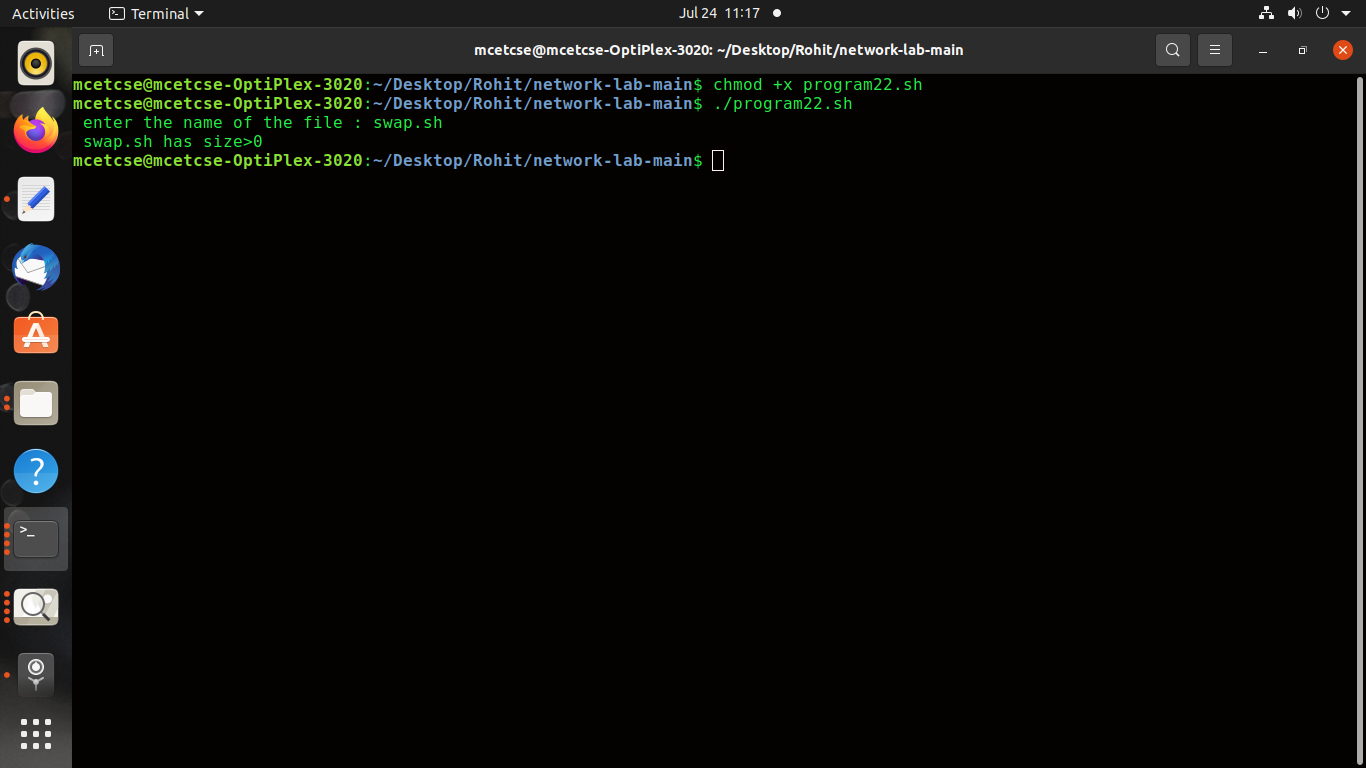 Activities
Terminal
Jul 24 11:17
mcetcse@mcetcse-OptiPlex-3020: ~/Desktop/Rohit/network-lab-main
mcetcse@mcetcse-OptiPlex-3020:~/Desktop/Rohit/network-lab-main$ chmod +x program22.sh
mcetcse@mcetcse-OptiPlex-3020:~/Desktop/Rohit/network-lab-main$ ./program22.sh
enter the name of the file : swap.sh
swap.sh has size>0
mcetcse@mcetcse-OptiPlex-3020:~/Desktop/Rohit/network-lab-main$